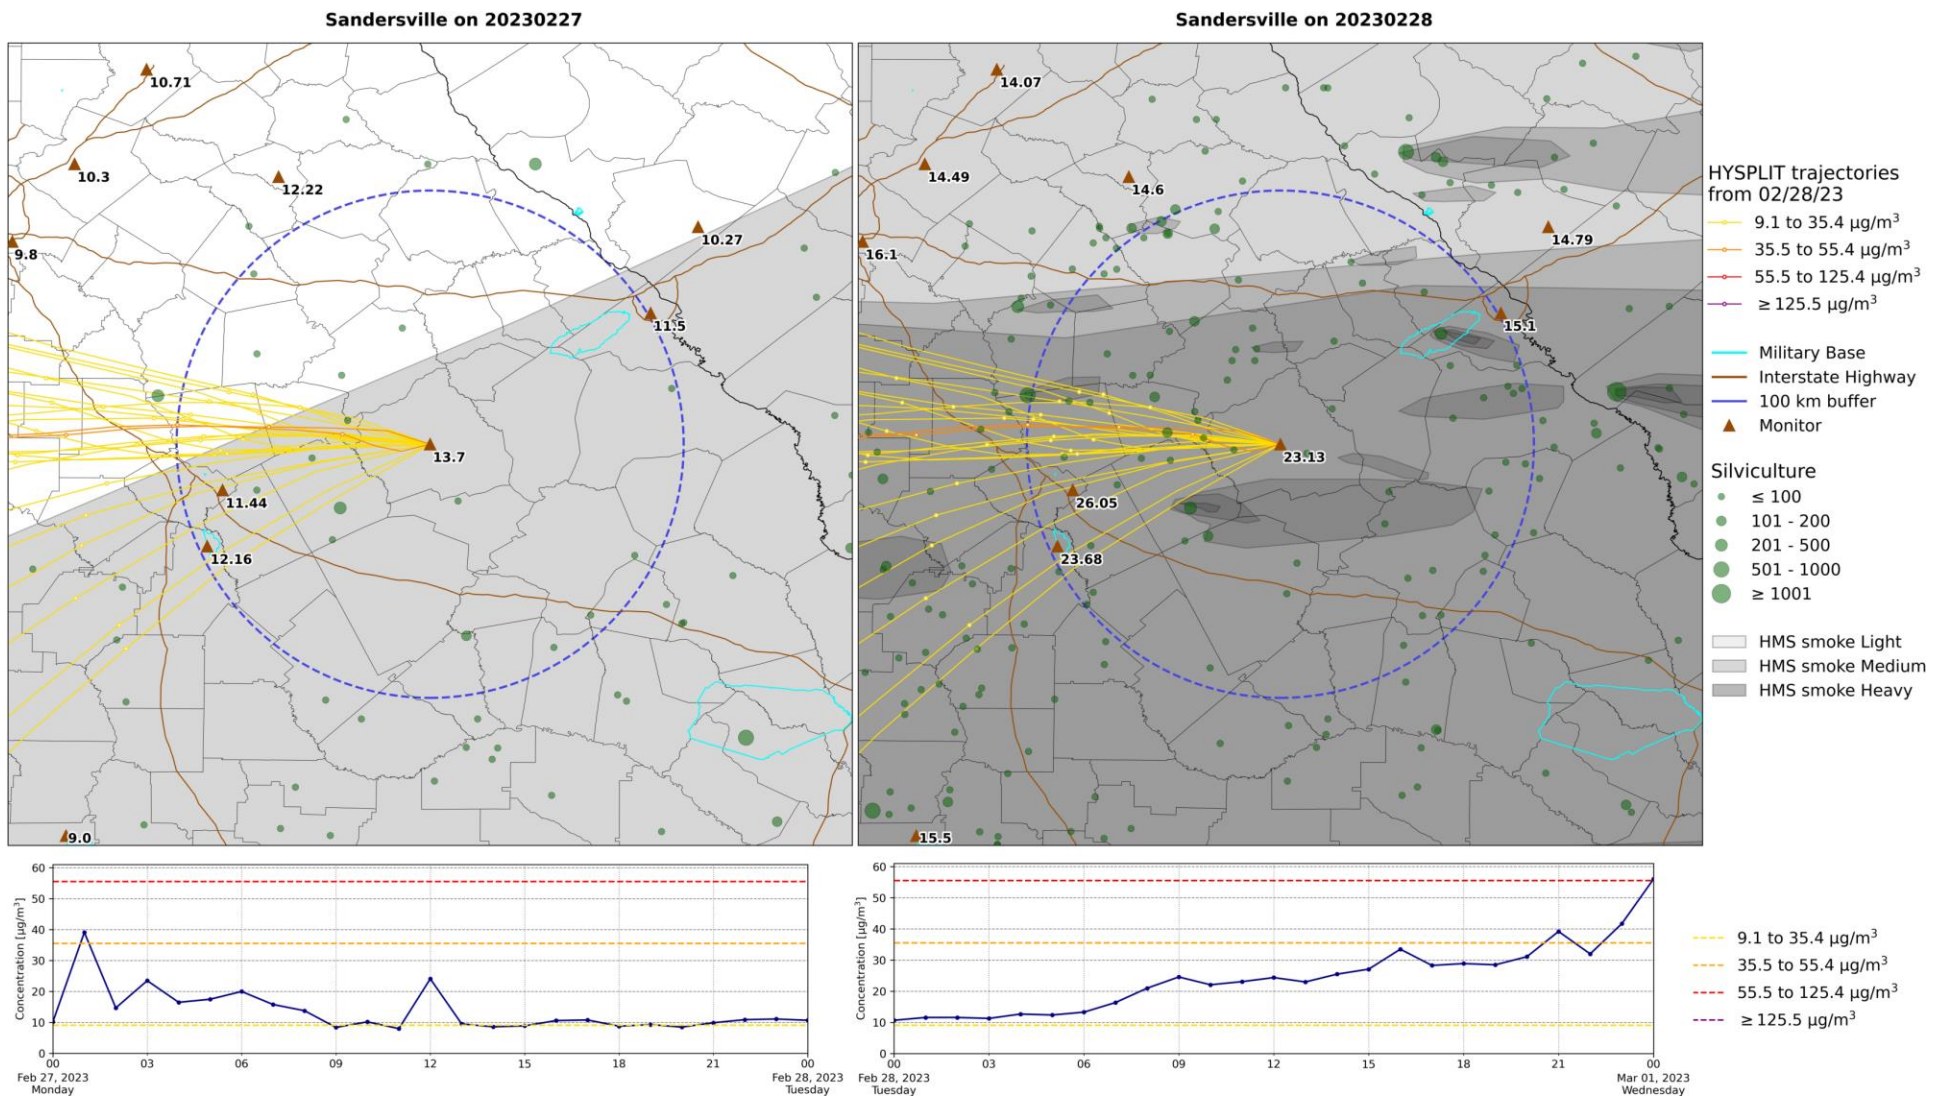 Sandersville on 20230227
Sandersville on 20230228
10.71
10.3
12.22
9.8
10.27
11.5
13.7
11.44
12.16
9.0
14.07
14.49
14.6
16.1
14.79
15.1
23.13
26.05
23.68
15.5
HYSPLIT trajectories
from 02/28/23
9.1 to 35.4 µg/m³
35.5 to 55.4 µg/m³
55.5 to 125.4 µg/m³
≥ 125.5 µg/m³
Military Base
Interstate Highway
100 km buffer
Monitor
Silviculture
≤ 100
101 - 200
201 - 500
501 - 1000
≥ 1001
HMS smoke Light
HMS smoke Medium
HMS smoke Heavy
Concentration [µg/m³]
60
50
40
30
20
10
0
00 03 06 09 12 15 18 21 00
Feb 27, 2023
Monday
Feb 28, 2023
Tuesday
Concentration [µg/m³]
60
50
40
30
20
10
0
00 03 06 09 12 15 18 21 00
Feb 28, 2023
Tuesday
Mar 01, 2023
Wednesday
9.1 to 35.4 µg/m³
35.5 to 55.4 µg/m³
55.5 to 125.4 µg/m³
≥ 125.5 µg/m³